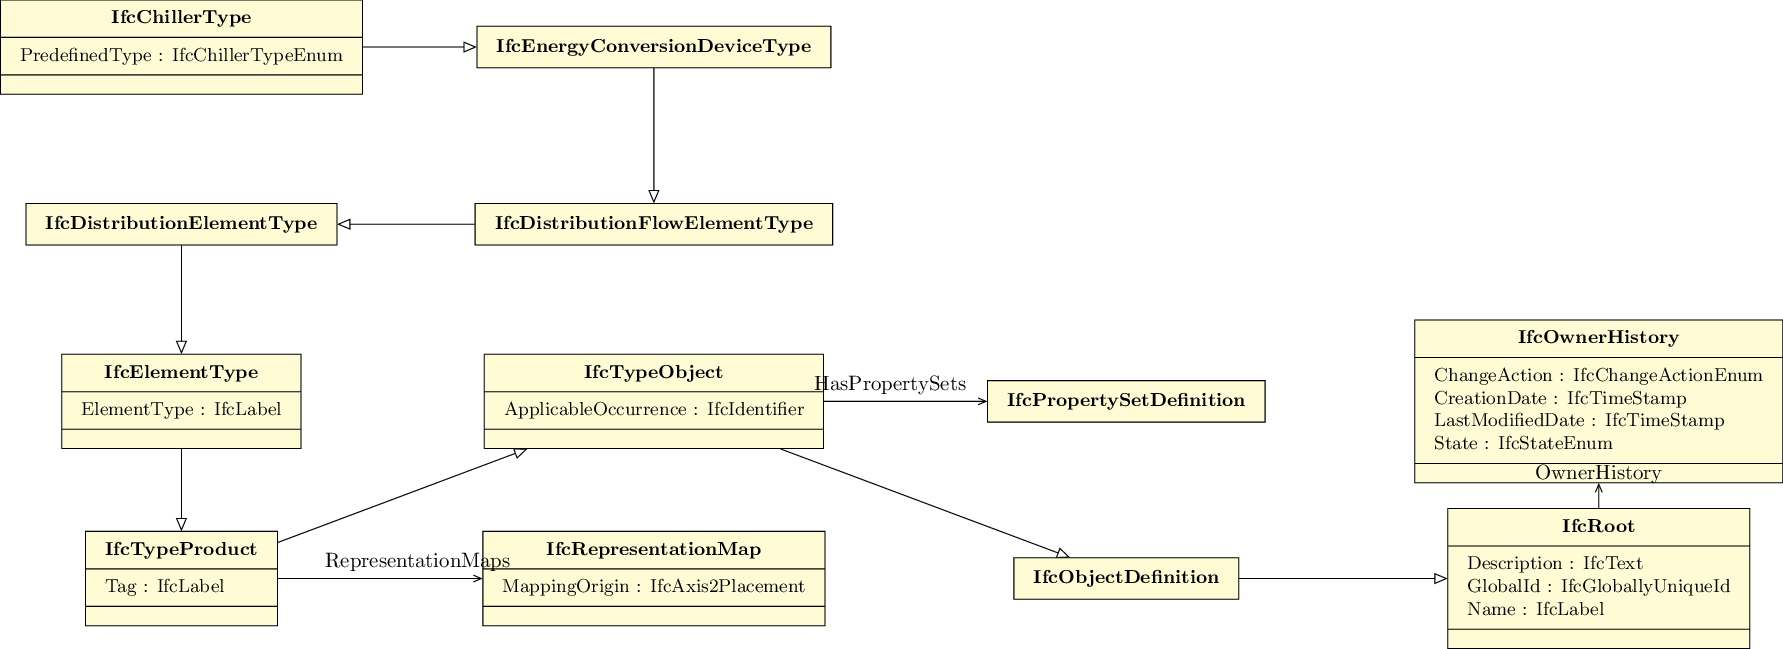 IfcChillerType
PredefinedType : IfcChillerTypeEnum
IfcEnergyConversionDeviceType
IfcDistributionElementType
IfcDistributionFlowElementType
IfcElementType
ElementType : IfcLabel
IfcTypeObject
ApplicableOccurrence : IfcIdentifier
HasPropertySets
IfcPropertySetDefinition
IfcOwnerHistory
ChangeAction : IfcChangeActionEnum
CreationDate : IfcTimeStamp
LastModifiedDate : IfcTimeStamp
State : IfcStateEnum
OwnerHistory
IfcTypeProduct
Tag : IfcLabel
RepresentationMaps
IfcRepresentationMap
MappingOrigin : IfcAxis2Placement
IfcObjectDefinition
IfcRoot
Description : IfcText
GlobalId : IfcGloballyUniqueId
Name : IfcLabel